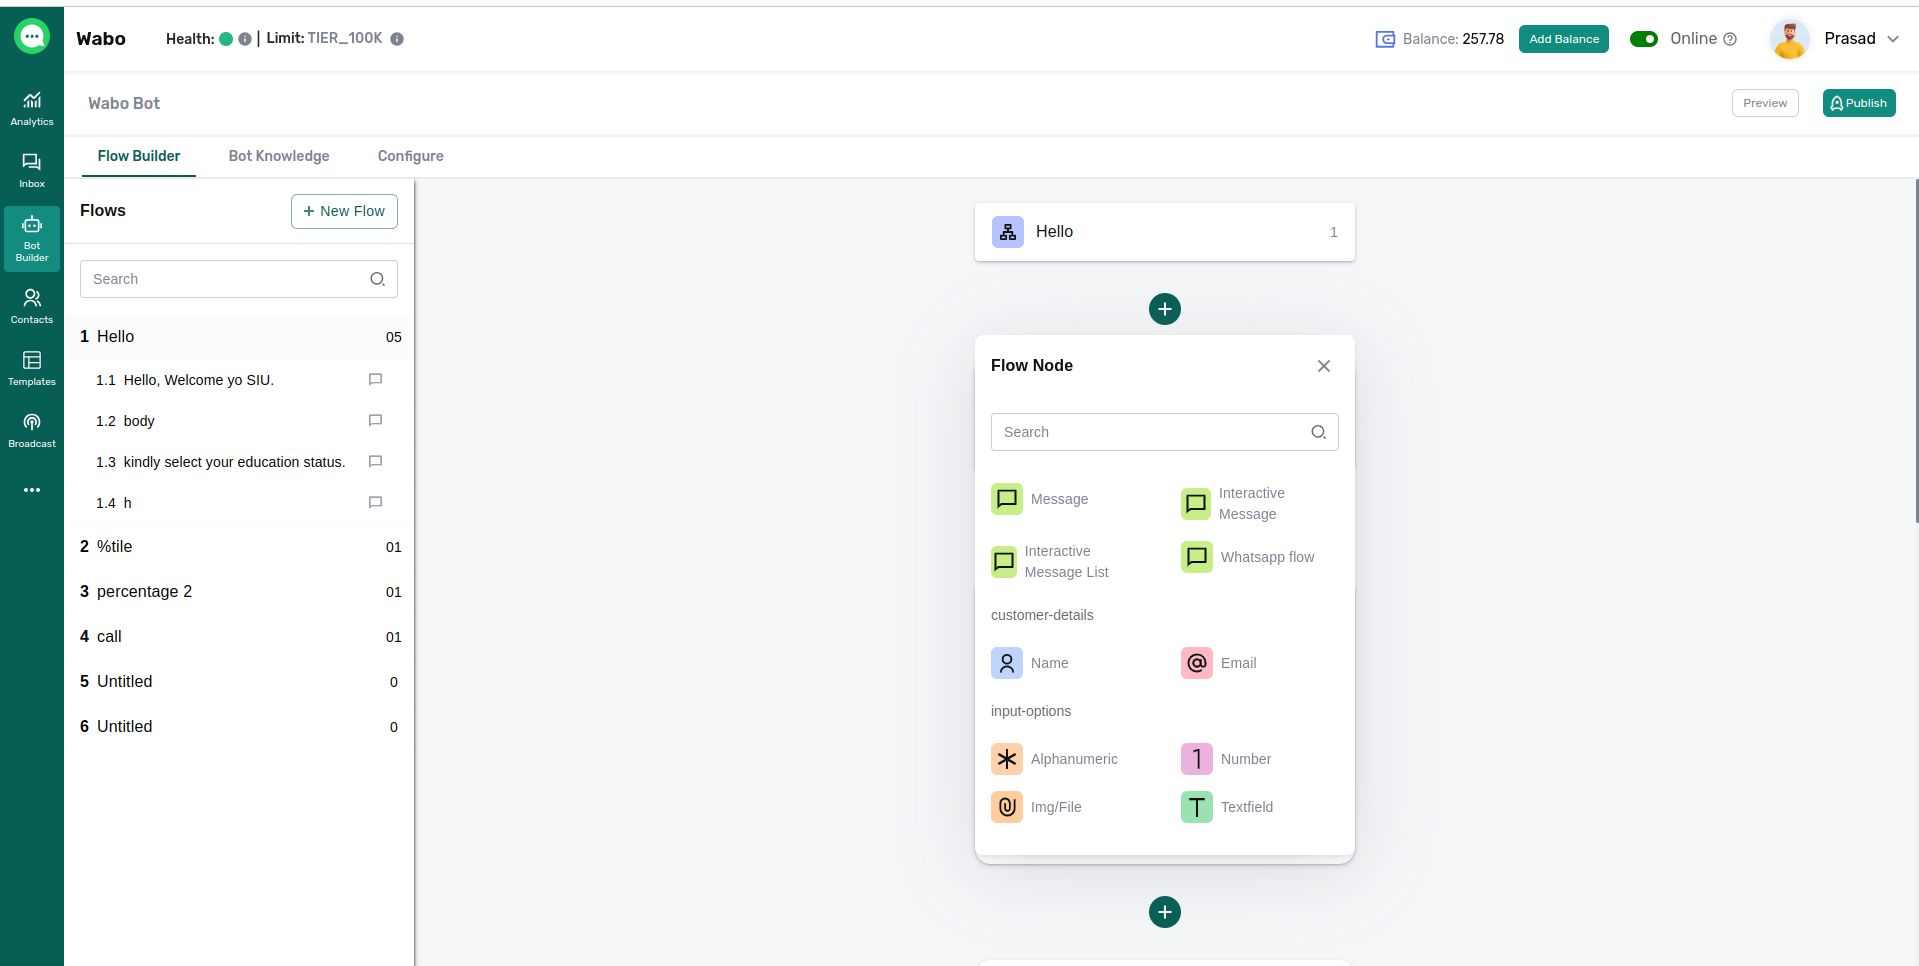 Wabo
Health: | Limit: TIER_100K
Balance: 257.78
Add Balance
Online
Prasad
Analytics
Inbox
Bot
Builder
Contacts
Templates
Broadcast
Wabo Bot
Preview
Publish
Flow Builder
Bot Knowledge
Configure
Flows
+ New Flow
Search
1 Hello 05
1.1 Hello, Welcome yo SIU.
1.2 body
1.3 kindly select your education status.
1.4 h
2 %tile 01
3 percentage 2 01
4 call 01
5 Untitled 0
6 Untitled 0
Hello 1
Flow Node
Search
Message
Interactive
Message
Interactive
Message List
Whatsapp flow
customer-details
Name
Email
input-options
Alphanumeric
1 Number
Img/File
T Textfield